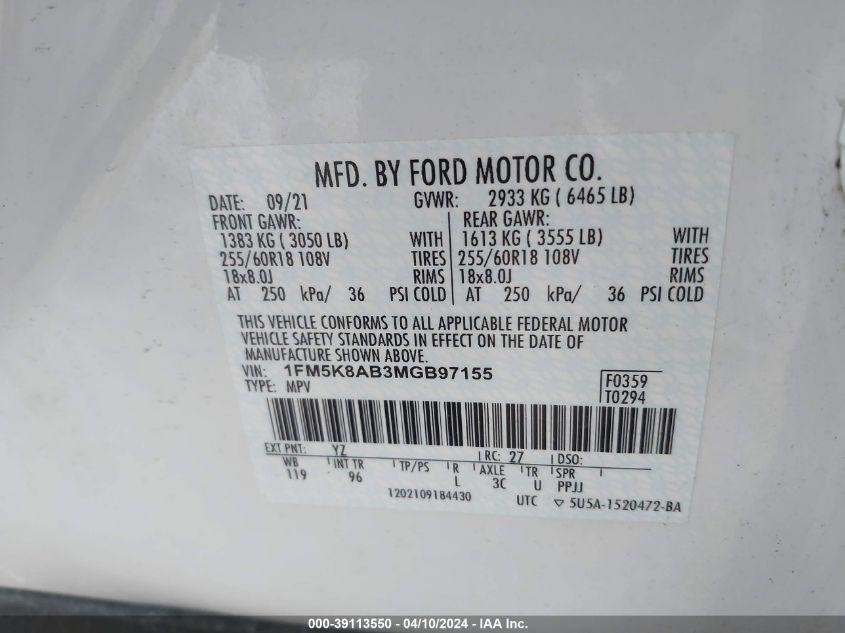 MFD. BY FORD MOTOR CO.
DATE: 09/21 GVWR: 2933 KG ( 6465 LB)
FRONT GAWR: REAR GAWR:
1383 KG ( 3050 LB) WITH 1613 KG ( 3555 LB) WITH
255/60R18 108V TIRES 255/60R18 108V TIRES
18x8.0J RIMS 18x8.0J RIMS
AT 250 kPa/ 36 PSI COLD AT 250 kPa/ 36 PSI COLD
THIS VEHICLE CONFORMS TO ALL APPLICABLE FEDERAL MOTOR
VEHICLE SAFETY STANDARDS IN EFFECT ON THE DATE OF
MANUFACTURE SHOWN ABOVE.
VIN: 1FM5K8AB3MGB97155 F0359
TYPE: MPV T0294
EXT PNT: YZ RC: 27 DSO:
WB INT TR TP/PS R AXLE TR SPR
119 96 L 3C U PPJJ
1202109184430 UTC ▽ 5U5A-1520472-BA
000-39113550 - 04/10/2024 - IAA Inc.